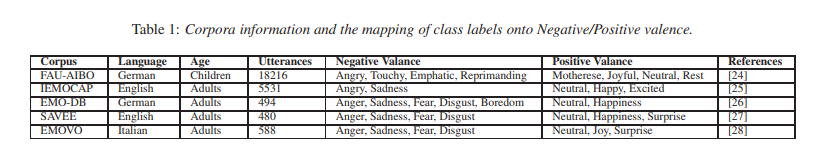 Table 1: Corpora information and the mapping of class labels onto Negative/Positive valence.
Corpus Language Age Utterances Negative Valance Positive Valance References
FAU-AIBO German Children 18216 Angry, Touchy, Emphatic, Reprimanding Motherese, Joyful, Neutral, Rest [24]
IEMOCAP English Adults 5531 Angry, Sadness Neutral, Happy, Excited [25]
EMO-DB German Adults 494 Anger, Sadness, Fear, Disgust, Boredom Neutral, Happiness [26]
SAVEE English Adults 480 Anger, Sadness, Fear, Disgust Neutral, Happiness, Surprise [27]
EMOVO Italian Adults 588 Anger, Sadness, Fear, Disgust Neutral, Joy, Surprise [28]